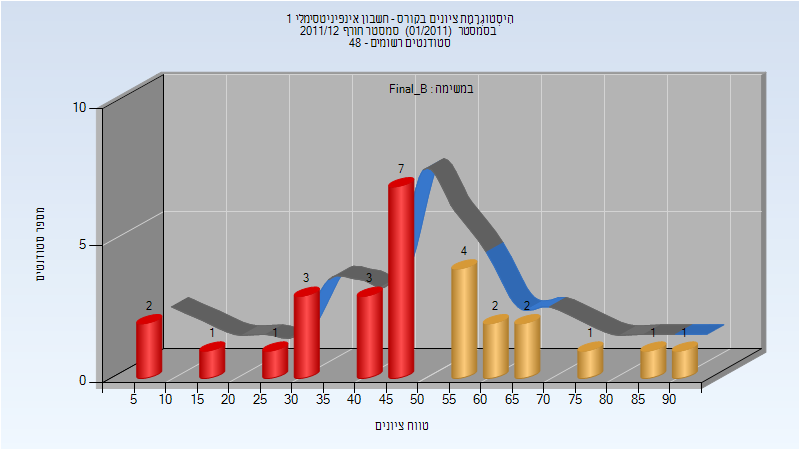 היסטוגרמת ציונים בקורס - חשבון אינפיניטסימלי 1
בסמסטר (01/2011) סמסטר חורף 2011/12
סטודנטים רשומים - 48
במשימה : Final_B
מספר סטודנטים
10
5
0
2
1
1
3
3
7
4
2
2
1
1
1
5 10 15 20 25 30 35 40 45 50 55 60 65 70 75 80 85 90
טווח ציונים